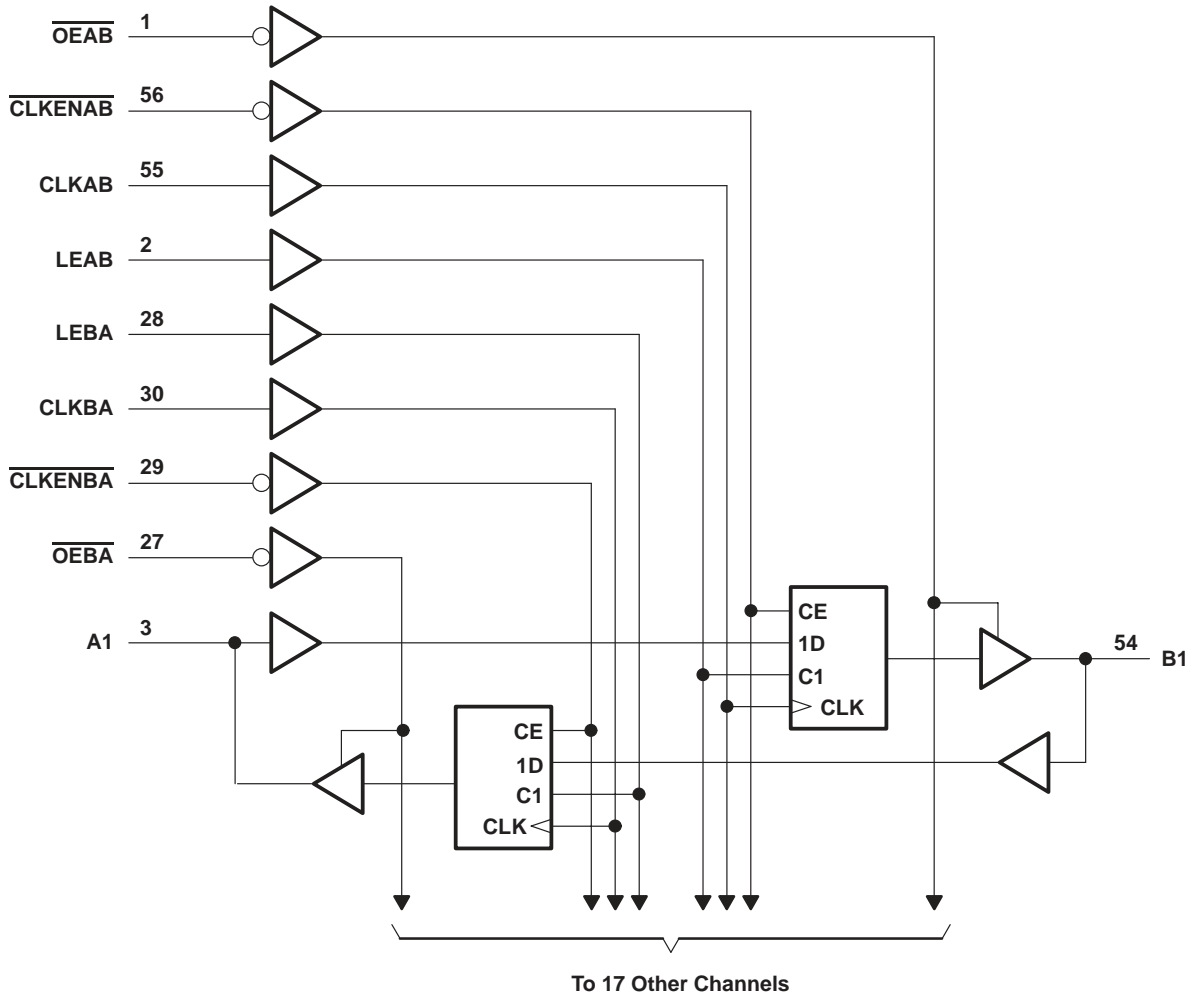 OEAB 1
CLKENAB 56
CLKAB 55
LEAB 2
LEBA 28
CLKBA 30
CLKENBA 29
OEBA 27
A1 3
CE
1D
C1
CLK
54 B1
CE
1D
C1
CLK
To 17 Other Channels